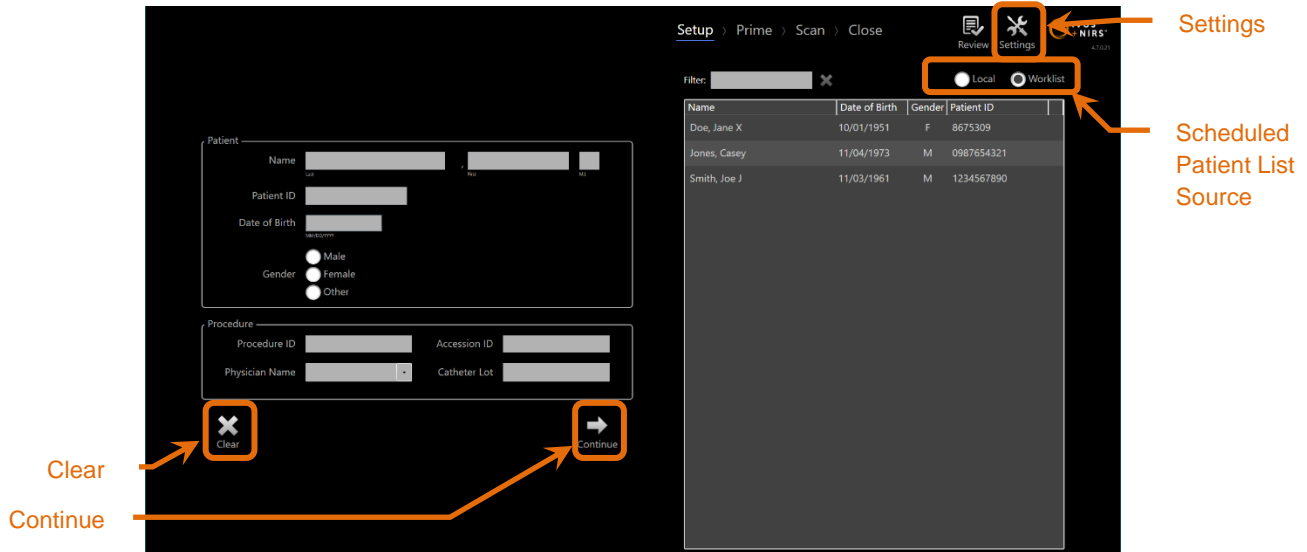 Setup > Prime > Scan > Close
Review
Settings
NIRS
4.7.0.21
Settings
Filter:
Local
Worklist
Name Date of Birth Gender Patient ID
Doe, Jane X 10/01/1951 F 8675309
Jones, Casey 11/04/1973 M 0987654321
Smith, Joe J 11/03/1961 M 1234567890
Scheduled
Patient List
Source
Patient
Name ,
Last First M.I.
Patient ID
Date of Birth
MM/DD/YYYY
Male
Gender Female
Other
Procedure
Procedure ID Accession ID
Physician Name Catheter Lot
Clear
Continue
Clear
Continue